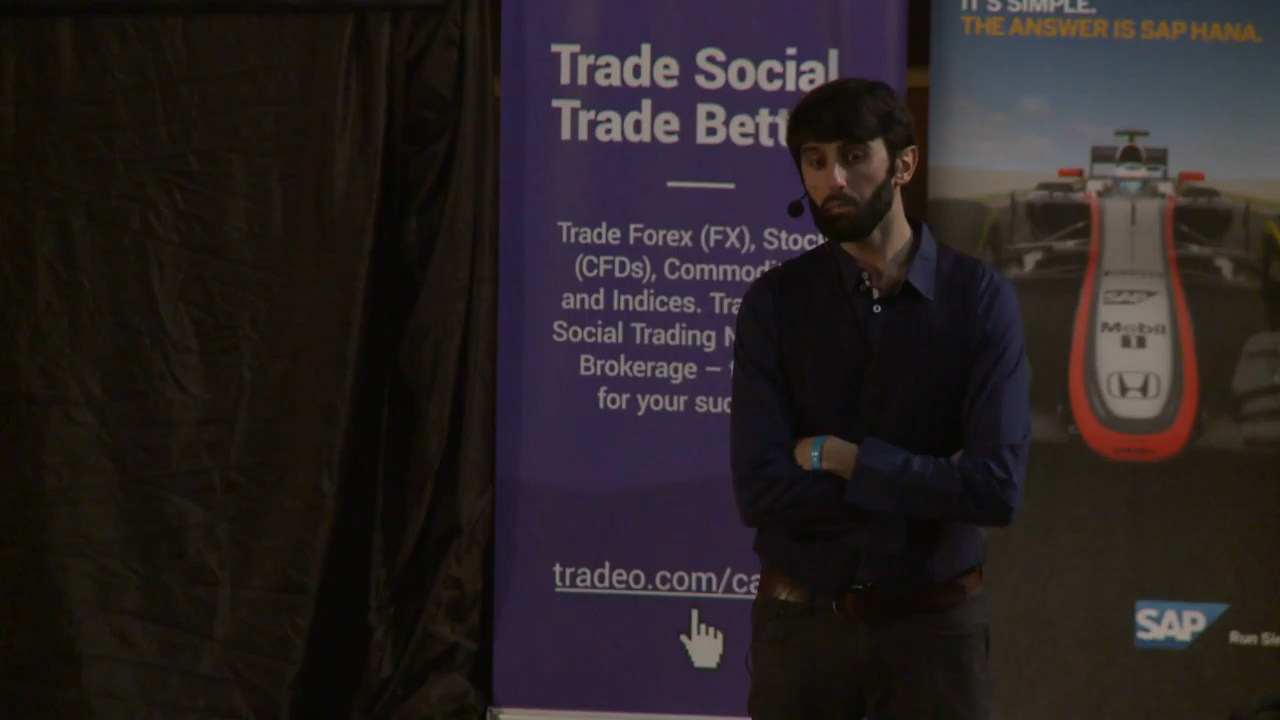 Trade Social
Trade Bett
Trade Forex (FX), Stock
(CFDs), Commodi
and Indices. Tra
Social Trading N
Brokerage –
for your suc
tradeo.com/ca
IT'S SIMPLE.
THE ANSWER IS SAP HANA.
SAP
Mobil
1
SAP
Run Sim